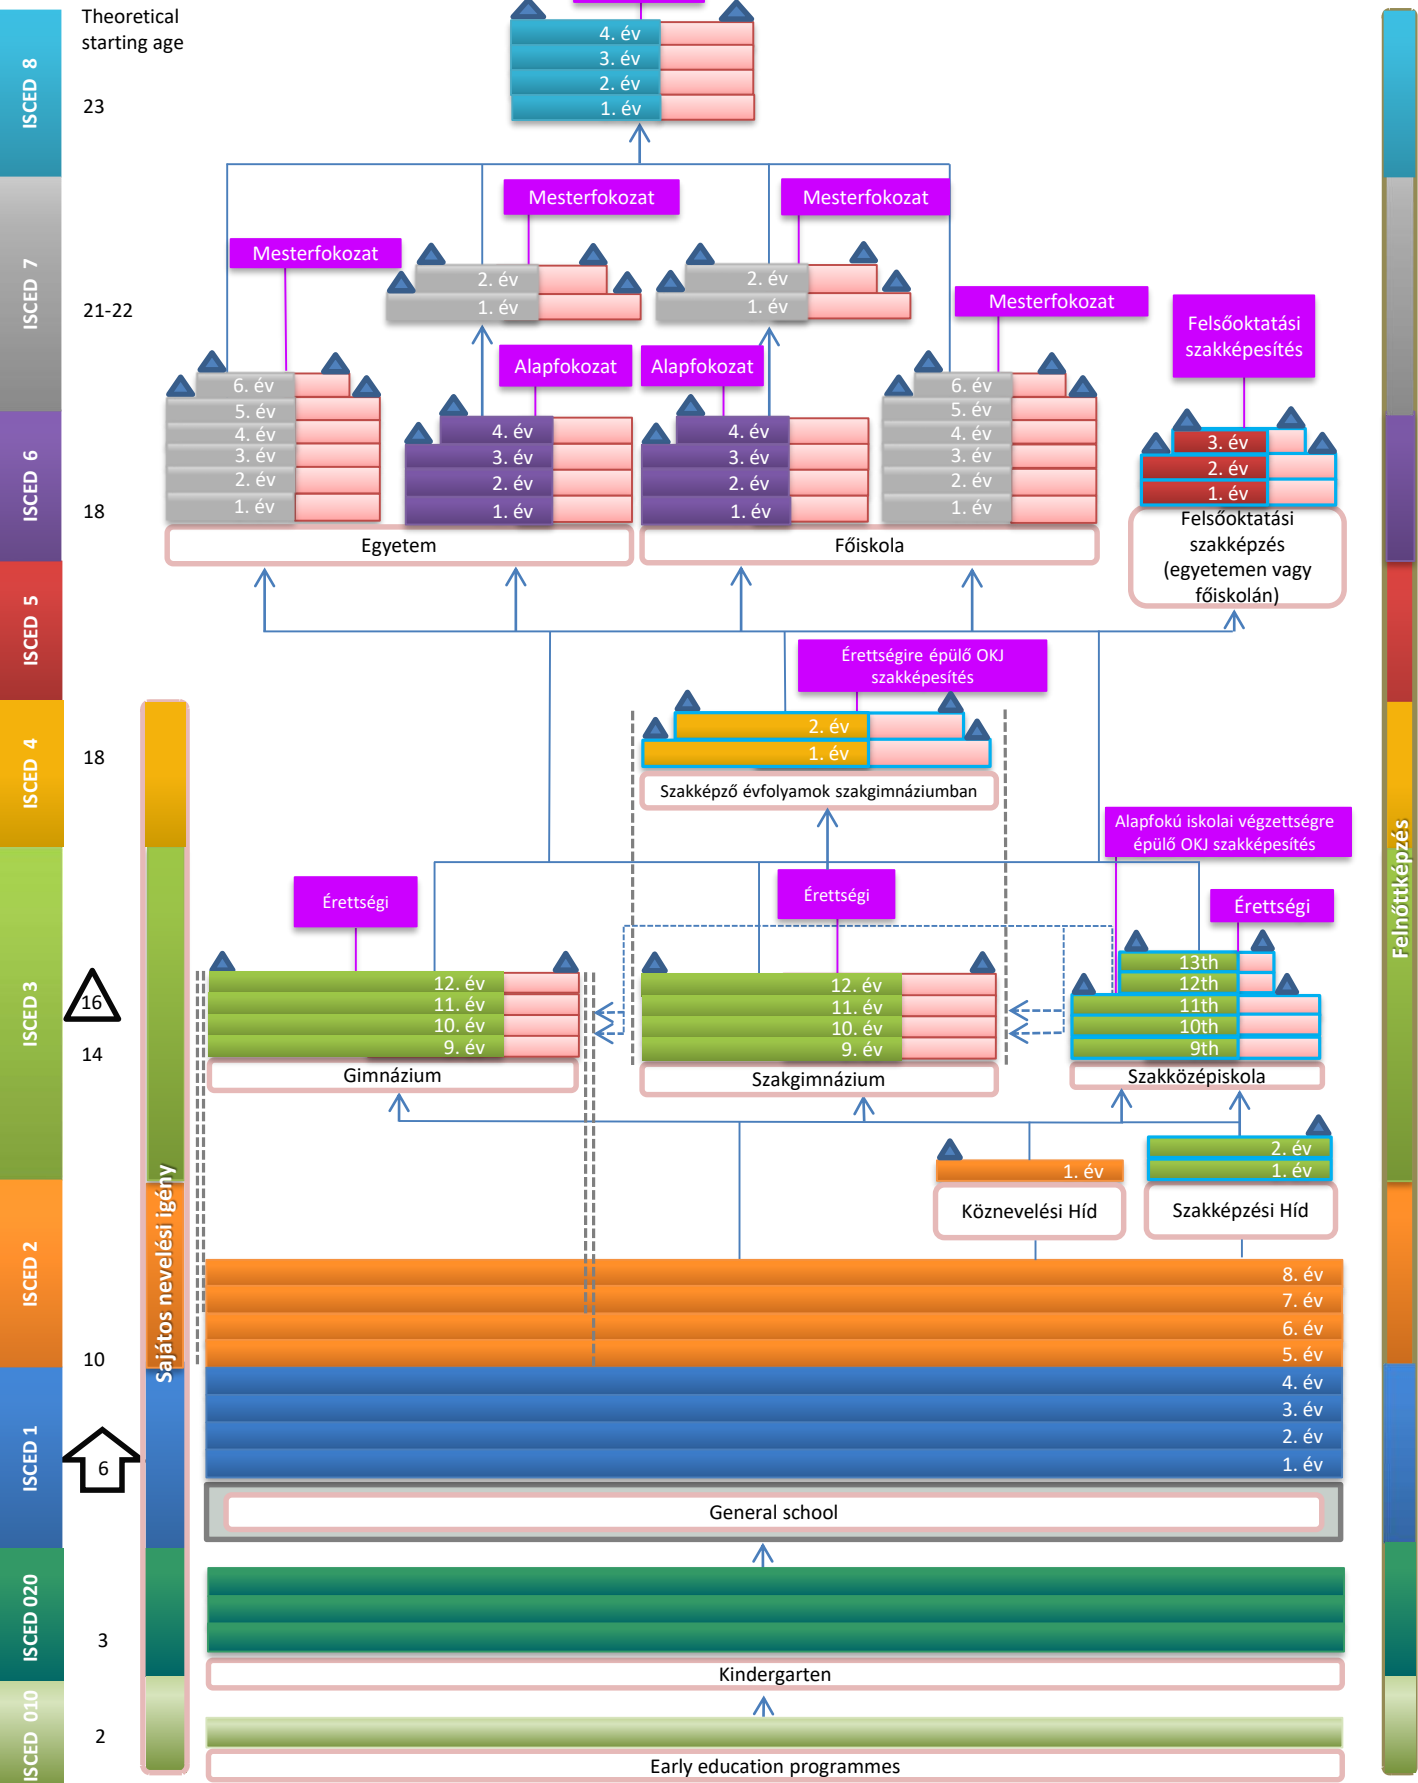 Theoretical
starting age
ISCED 8
23
4. év
3. év
2. év
1. év
ISCED 7
21-22
Mesterfokozat
Mesterfokozat
Mesterfokozat
Mesterfokozat
2. év
1. év
2. év
1. év
Alapfokozat
Alapfokozat
Felsőoktatási
szakképesítés
6. év
5. év
4. év
3. év
2. év
1. év
4. év
3. év
2. év
1. év
4. év
3. év
2. év
1. év
6. év
5. év
4. év
3. év
2. év
1. év
3. év
2. év
1. év
ISCED 6
18
Egyetem
Főiskola
Felsőoktatási
szakképzés
(egyetemen vagy
főiskolán)
ISCED 5
Érettségire épülő OKJ
szakképesítés
ISCED 4
18
2. év
1. év
Szakképző évfolyamok szakgimnáziumban
Alapfokú iskolai végzettségre
épülő OKJ szakképesítés
Felnőttképzés
Érettségi
Érettségi
Érettségi
ISCED 3
16
14
12. év
11. év
10. év
9. év
12. év
11. év
10. év
9. év
13th
12th
11th
10th
9th
Gimnázium
Szakgimnázium
Szakközépiskola
1. év
2. év
1. év
Köznevelési Híd
Szakképzési Híd
Sajátos nevelési igény
ISCED 2
10
8. év
7. év
6. év
5. év
4. év
3. év
2. év
1. év
ISCED 1
6
General school
ISCED 020
3
Kindergarten
ISCED 010
2
Early education programmes